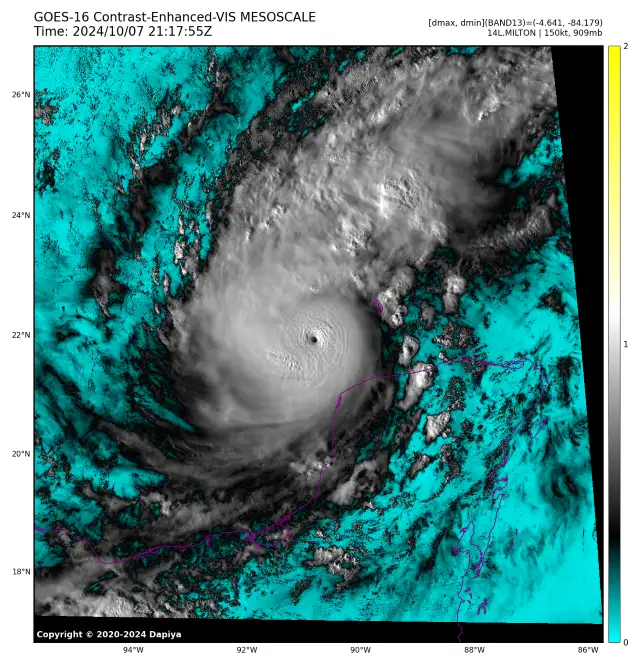 GOES-16 Contrast-Enhanced-VIS MESOSCALE
Time: 2024/10/07 21:17:55Z
[dmax, dmin](BAND13)=(-4.641, -84.179)
14L.MILTON | 150kt, 909mb
2
26°N
24°N
1
22°N
20°N
18°N
Copyright © 2020-2024 Dapiya
0
94°W
92°W
90°W
88°W
86°W